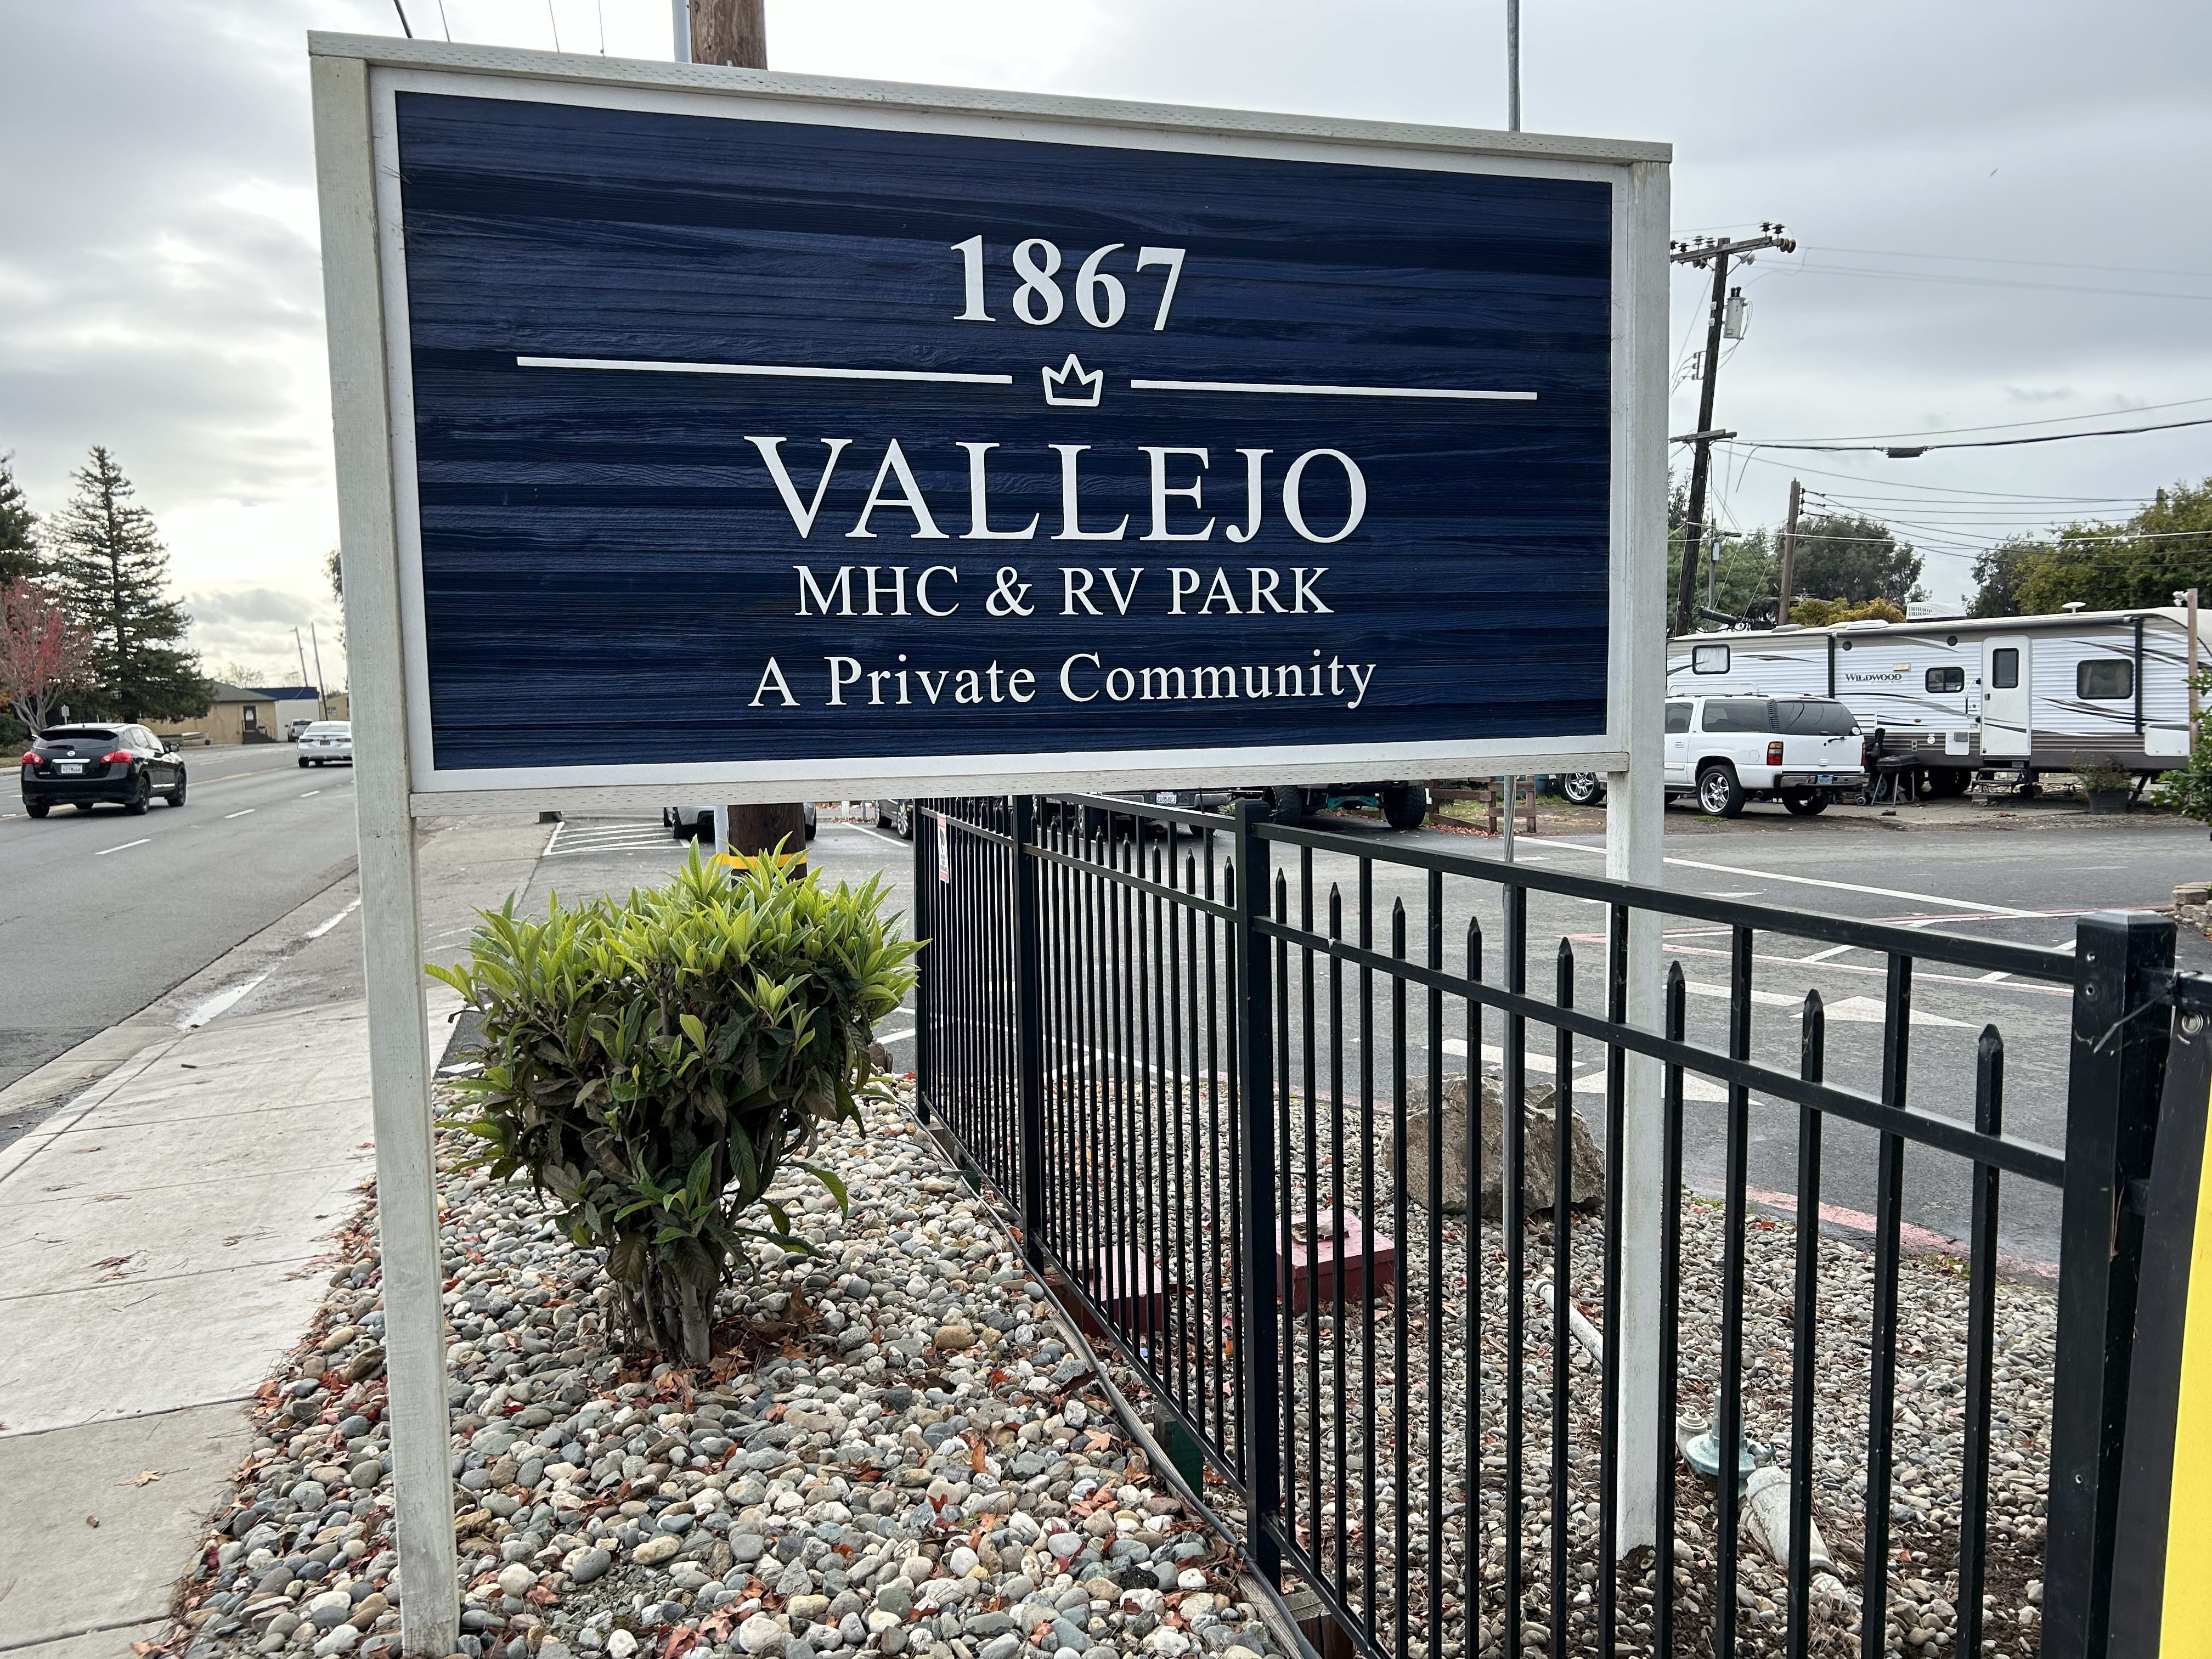 1867
VALLEJO
MHC & RV PARK
A Private Community
WILDWOOD